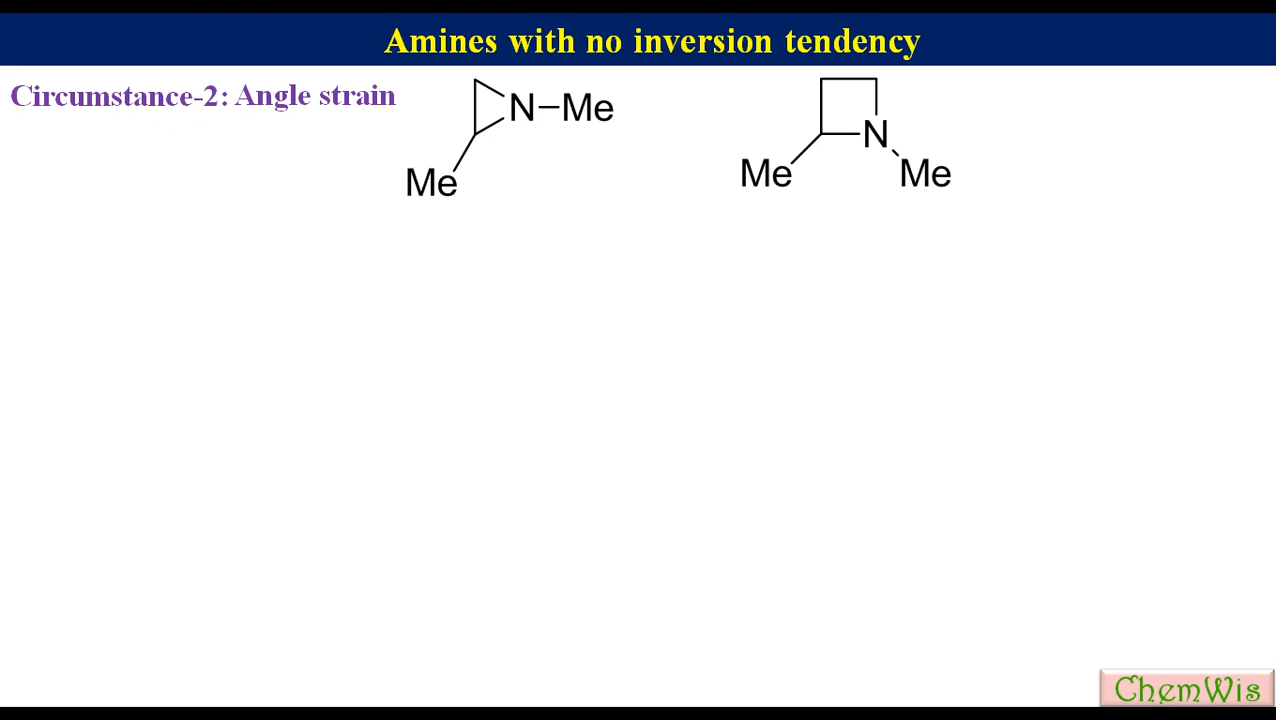 Amines with no inversion tendency
Circumstance-2: Angle strain
N Me
Me
N
Me
Me
ChemWis